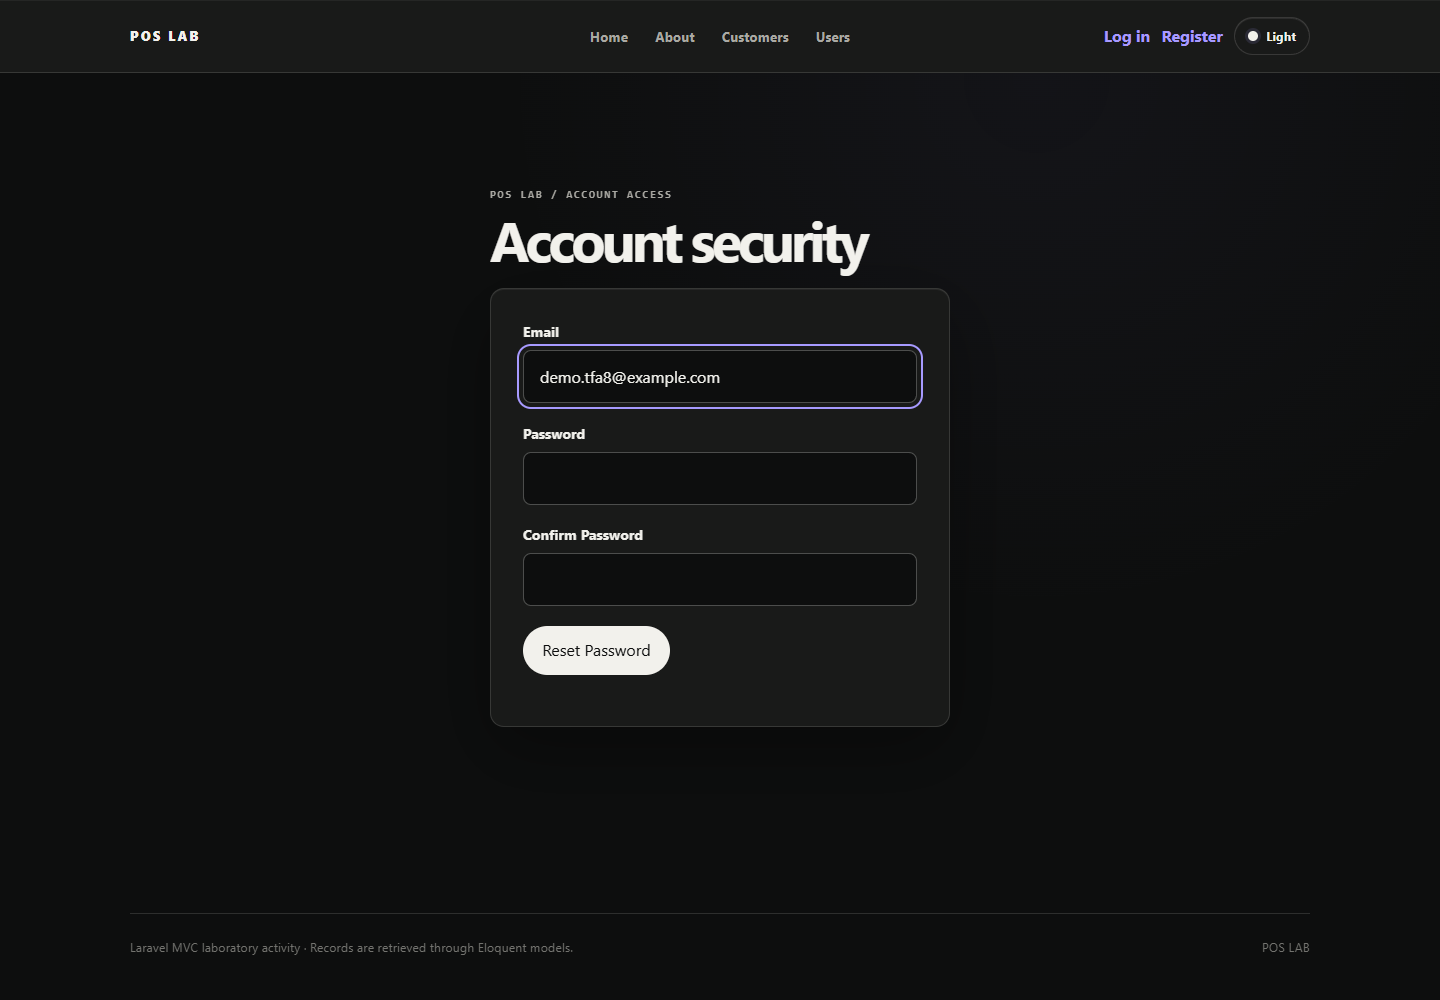 POS LAB
Home About Customers Users
Log in Register Light
POS LAB / ACCOUNT ACCESS
Account security
Email
demo.tfa8@example.com
Password
Confirm Password
Reset Password
Laravel MVC laboratory activity · Records are retrieved through Eloquent models.
POS LAB